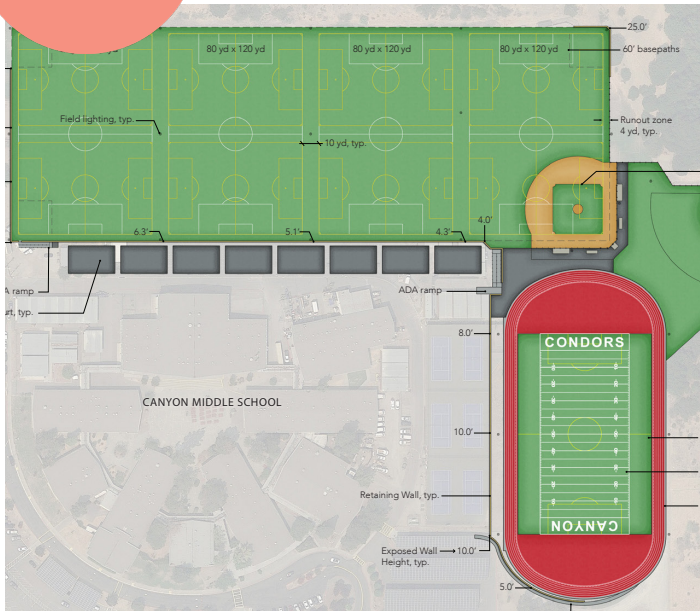 25.0'
80 yd x 120 yd
80 yd x 120 yd
80 yd x 120 yd
60' basepaths
Field lighting, typ.
Runout zone
4 yd, typ.
10 yd, typ.
4.0'
6.3'
5.1'
4.3'
ramp
ADA ramp
typ.
8.0'
CONDORS
CANYON MIDDLE SCHOOL
10.0'
Retaining Wall, typ.
CANYON
Exposed Wall
Height, typ.
10.0'
5.0'